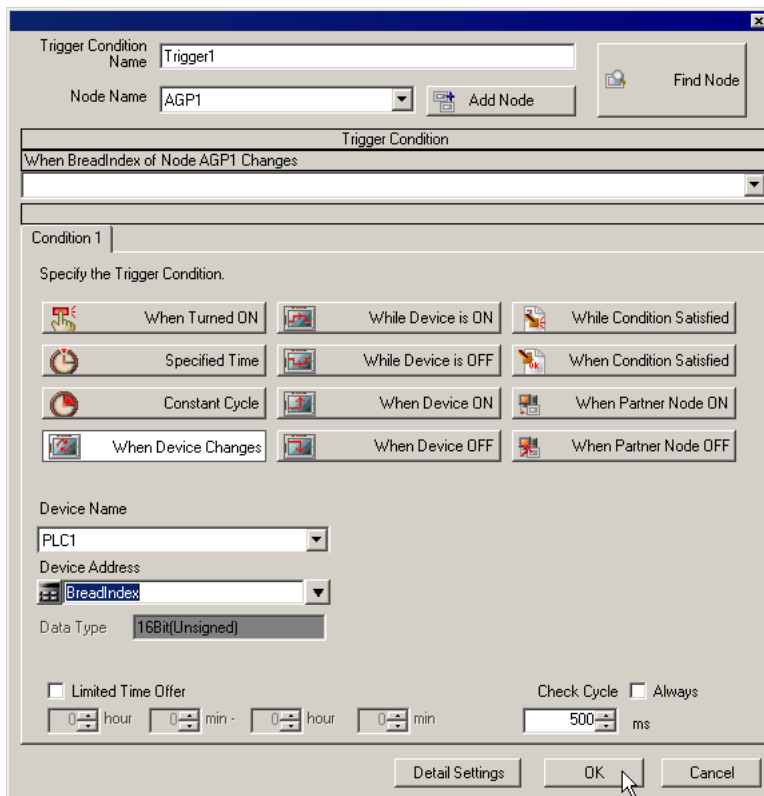 Trigger Condition Name Trigger1
Find Node
Node Name AGP1 Add Node
Trigger Condition
When BreadIndex of Node AGP1 Changes
Condition 1
Specify the Trigger Condition.
When Turned ON While Device is ON While Condition Satisfied
Specified Time While Device is OFF When Condition Satisfied
Constant Cycle When Device ON When Partner Node ON
When Device Changes When Device OFF When Partner Node OFF
Device Name
PLC1
Device Address
BreadIndex
Data Type 16Bit(Unsigned)
Limited Time Offer Check Cycle Always
0 hour 0 min - 0 hour 0 min 500 ms
Detail Settings OK Cancel